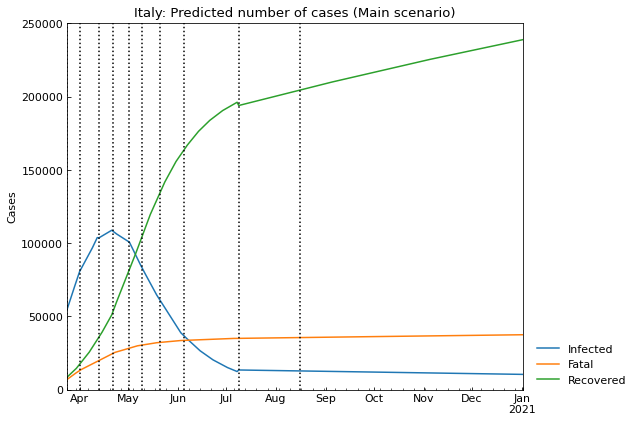 Italy: Predicted number of cases (Main scenario)
250000
200000
150000
100000
50000
0
Cases
Apr May Jun Jul Aug Sep Oct Nov Dec Jan
2021
Infected
Fatal
Recovered